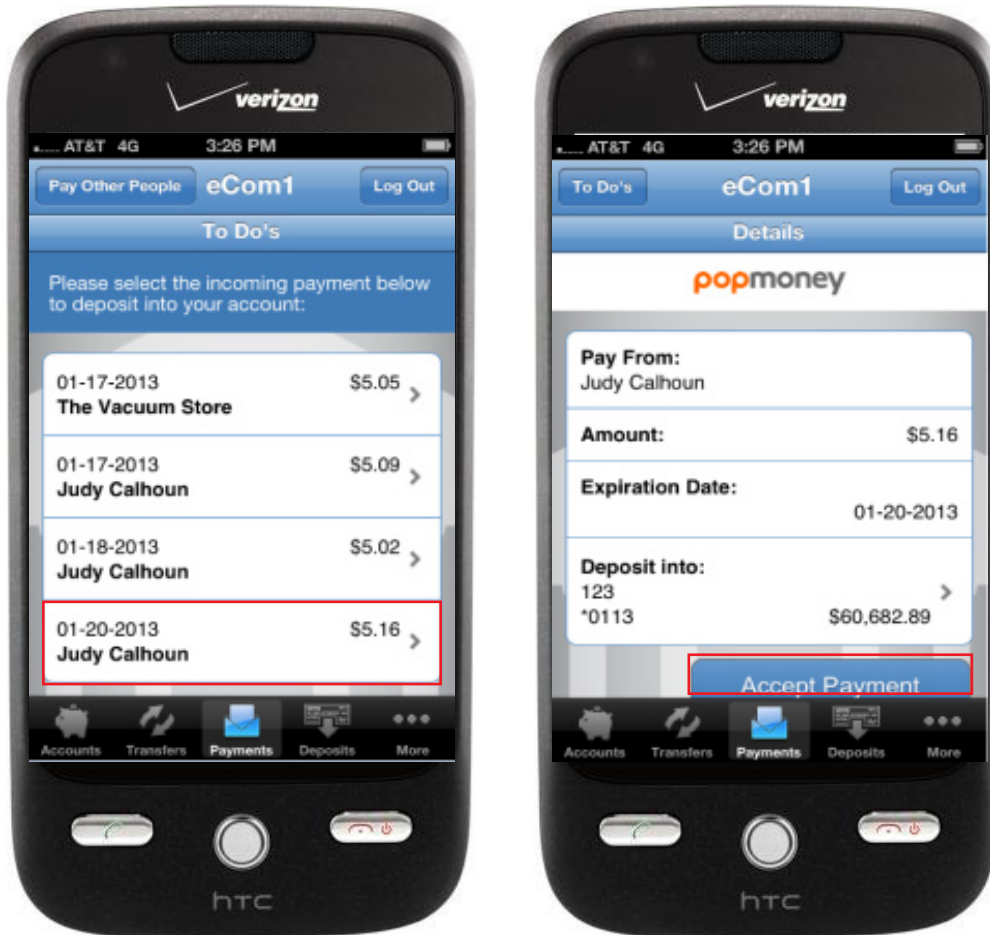 verizon
AT&T 4G 3:26 PM
Pay Other People eCom1 Log Out
To Do's
Please select the incoming payment below
to deposit into your account:
01-17-2013 $5.05
The Vacuum Store
01-17-2013 $5.09
Judy Calhoun
01-18-2013 $5.02
Judy Calhoun
01-20-2013 $5.16
Judy Calhoun
Accounts Transfers Payments Deposits More
hTC
verizon
AT&T 4G 3:26 PM
To Do's eCom1 Log Out
Details
popmoney
Pay From:
Judy Calhoun
Amount: $5.16
Expiration Date:
01-20-2013
Deposit into:
123
*0113 $60,682.89
Accept Payment
Accounts Transfers Payments Deposits More
hTC